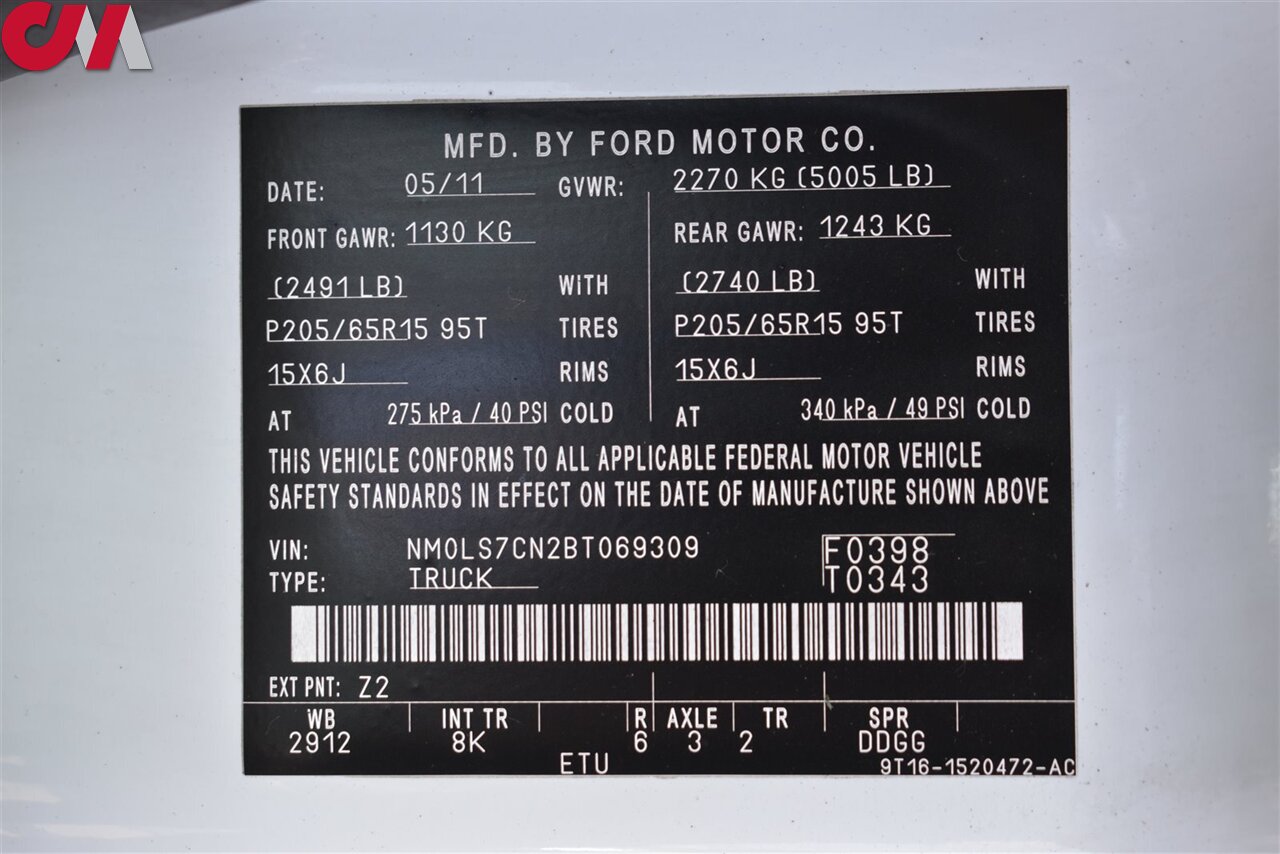 CM
MFD. BY FORD MOTOR CO.
DATE: 05/11 GVWR: 2270 KG (5005 LB)
FRONT GAWR: 1130 KG REAR GAWR: 1243 KG
(2491 LB) WITH (2740 LB) WITH
P205/65R15 95T TIRES P205/65R15 95T TIRES
15X6J RIMS 15X6J RIMS
AT 275 kPa / 40 PSI COLD AT 340 kPa / 49 PSI COLD
THIS VEHICLE CONFORMS TO ALL APPLICABLE FEDERAL MOTOR VEHICLE
SAFETY STANDARDS IN EFFECT ON THE DATE OF MANUFACTURE SHOWN ABOVE
VIN: NM0LS7CN2BT069309 F0398
TYPE: TRUCK T0343
EXT PNT: Z2
WB INT TR R AXLE TR SPR
2912 8K 6 3 2 DDGG
ETU 9T16-1520472-AC